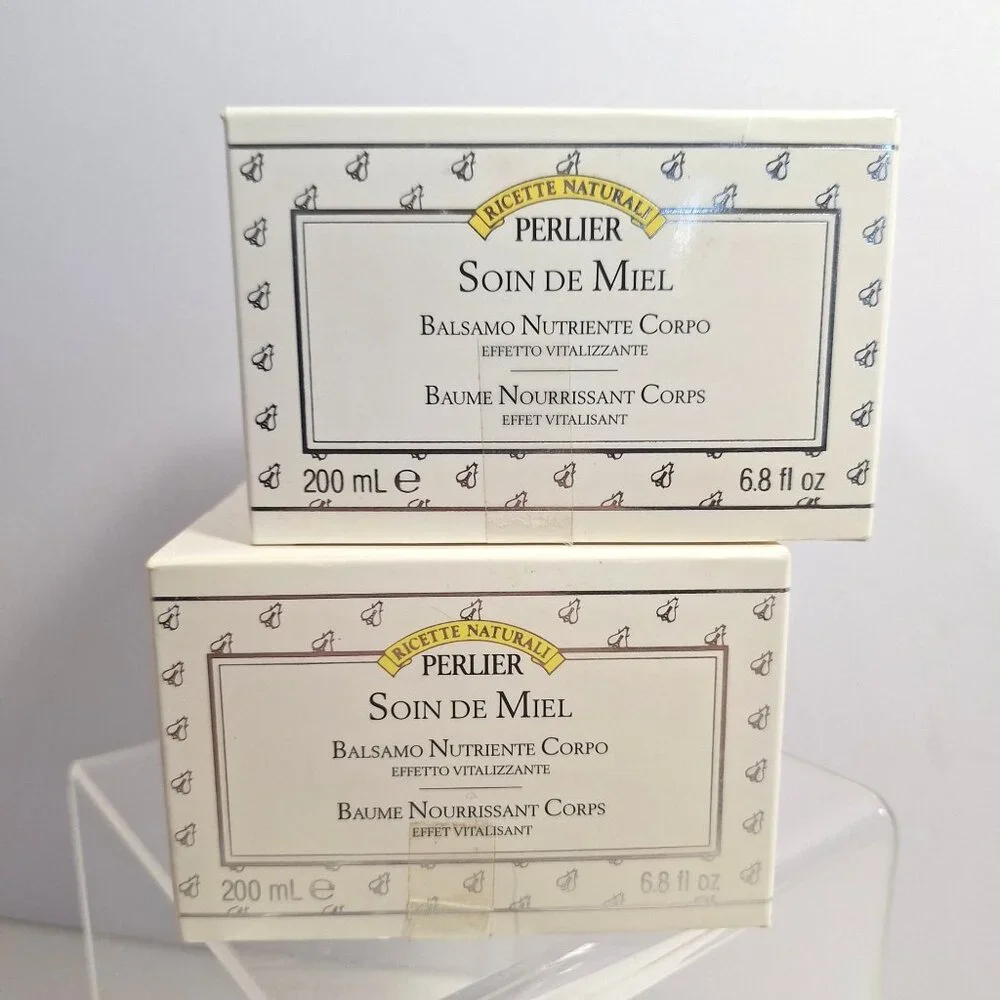 RICETTE NATURALI
PERLIER
SOIN DE MIEL
BALSAMO NUTRIENTE CORPO
EFFETTO VITALIZZANTE
BAUME NOURRISSANT CORPS
EFFET VITALISANT
200 mL ℮ 6.8 fl oz
RICETTE NATURALI
PERLIER
SOIN DE MIEL
BALSAMO NUTRIENTE CORPO
EFFETTO VITALIZZANTE
BAUME NOURRISSANT CORPS
EFFET VITALISANT
200 mL ℮ 6.8 fl oz